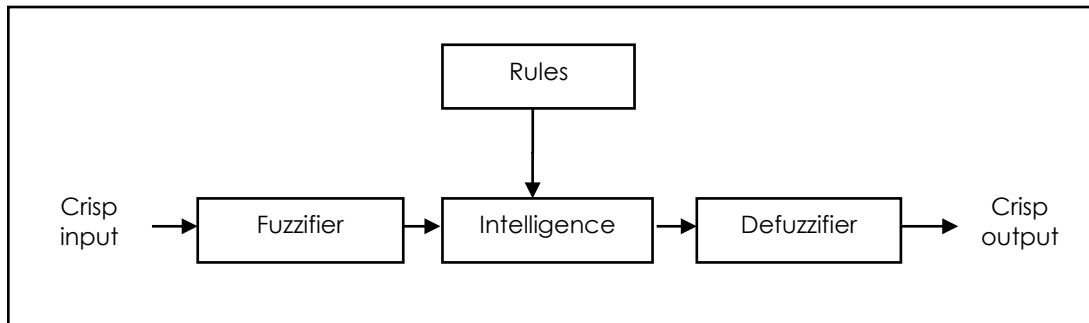 Rules
Crisp
input
Fuzzifier
Intelligence
Defuzzifier
Crisp
output